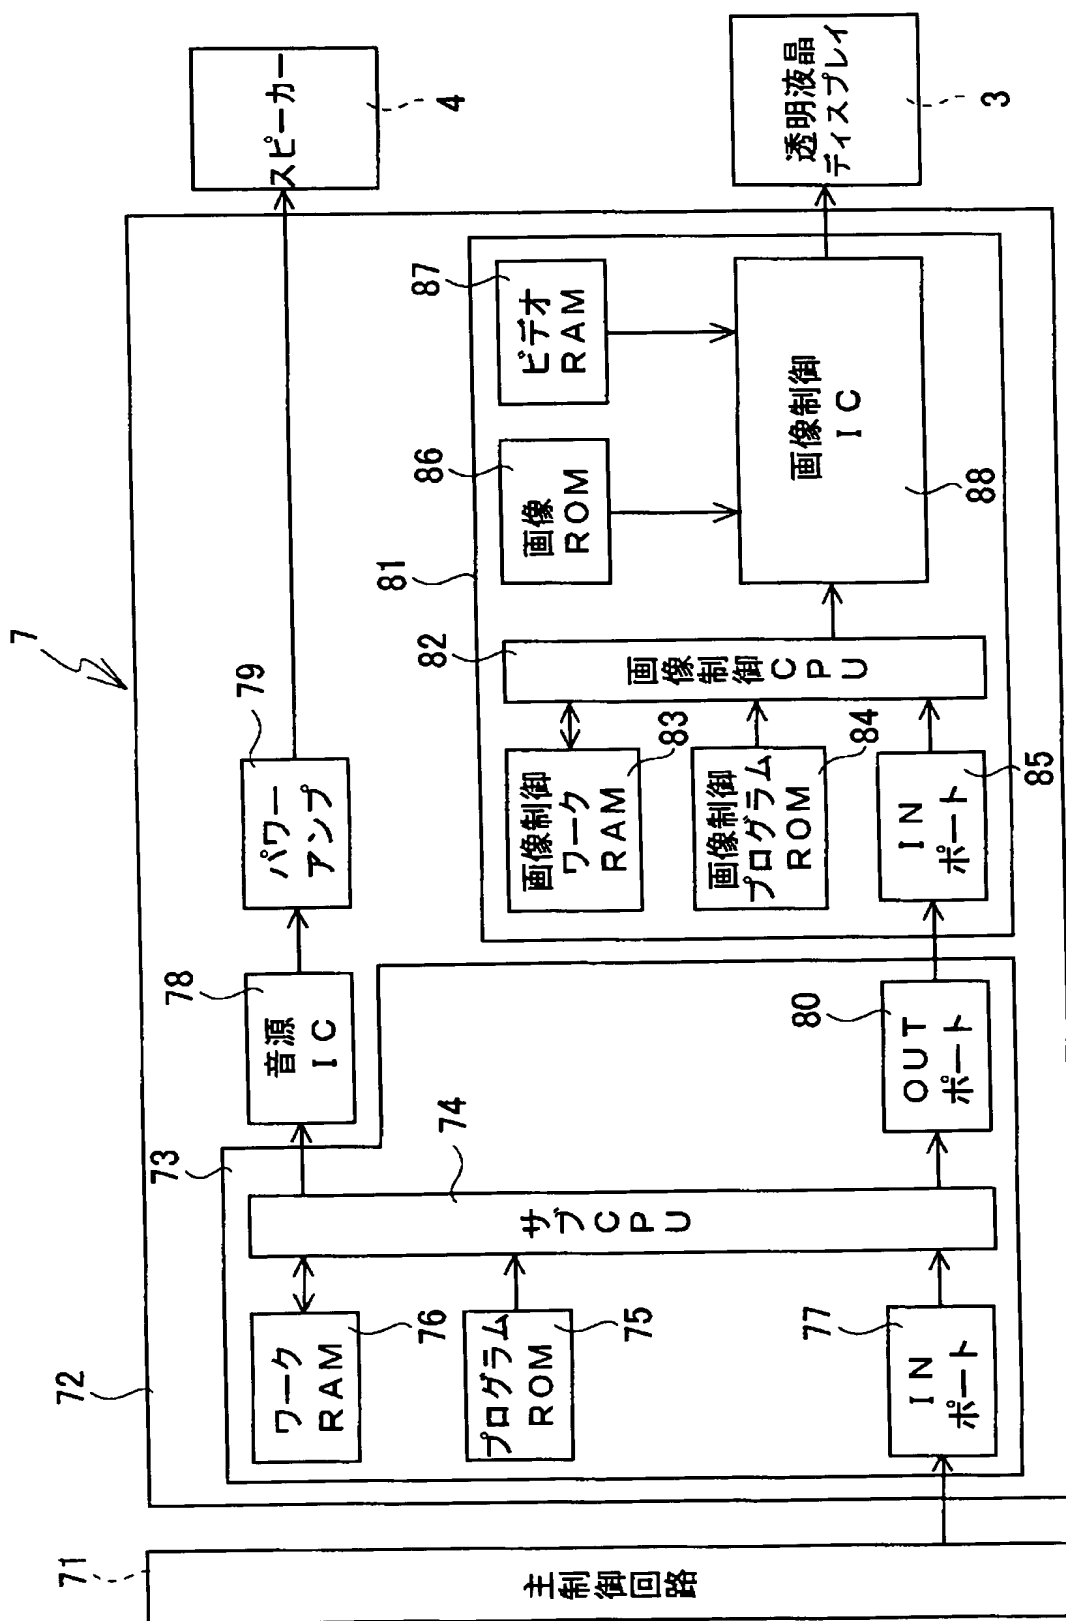 7
71
主制御回路
72
73
ワーク
RAM
76
プログラム
ROM
75
IN
ポート
77
サブCPU
74
音源
IC
78
パワー
アンプ
79
OUT
ポート
80
81
画像制御
ワーク
RAM
83
画像制御
プログラム
ROM
84
IN
ポート
85
画像制御CPU
82
画像
ROM
86
ビデオ
RAM
87
画像制御
IC
88
スピーカー
4
透明液晶
ディスプレイ
3